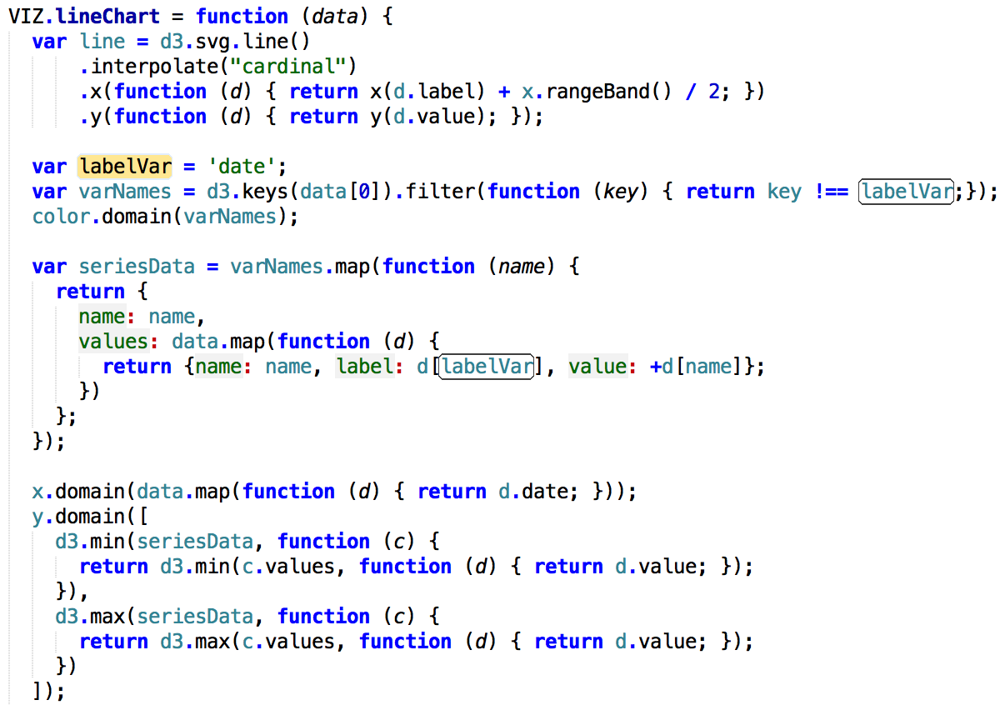 VIZ.lineChart = function (data) {
  var line = d3.svg.line()
      .interpolate("cardinal")
      .x(function (d) { return x(d.label) + x.rangeBand() / 2; })
      .y(function (d) { return y(d.value); });

  var labelVar = 'date';
  var varNames = d3.keys(data[0]).filter(function (key) { return key !== labelVar;});
  color.domain(varNames);

  var seriesData = varNames.map(function (name) {
    return {
      name: name,
      values: data.map(function (d) {
        return {name: name, label: d[labelVar], value: +d[name]};
      })
    };
  });

  x.domain(data.map(function (d) { return d.date; }));
  y.domain([
    d3.min(seriesData, function (c) {
      return d3.min(c.values, function (d) { return d.value; });
    }),
    d3.max(seriesData, function (c) {
      return d3.max(c.values, function (d) { return d.value; });
    })
  ]);